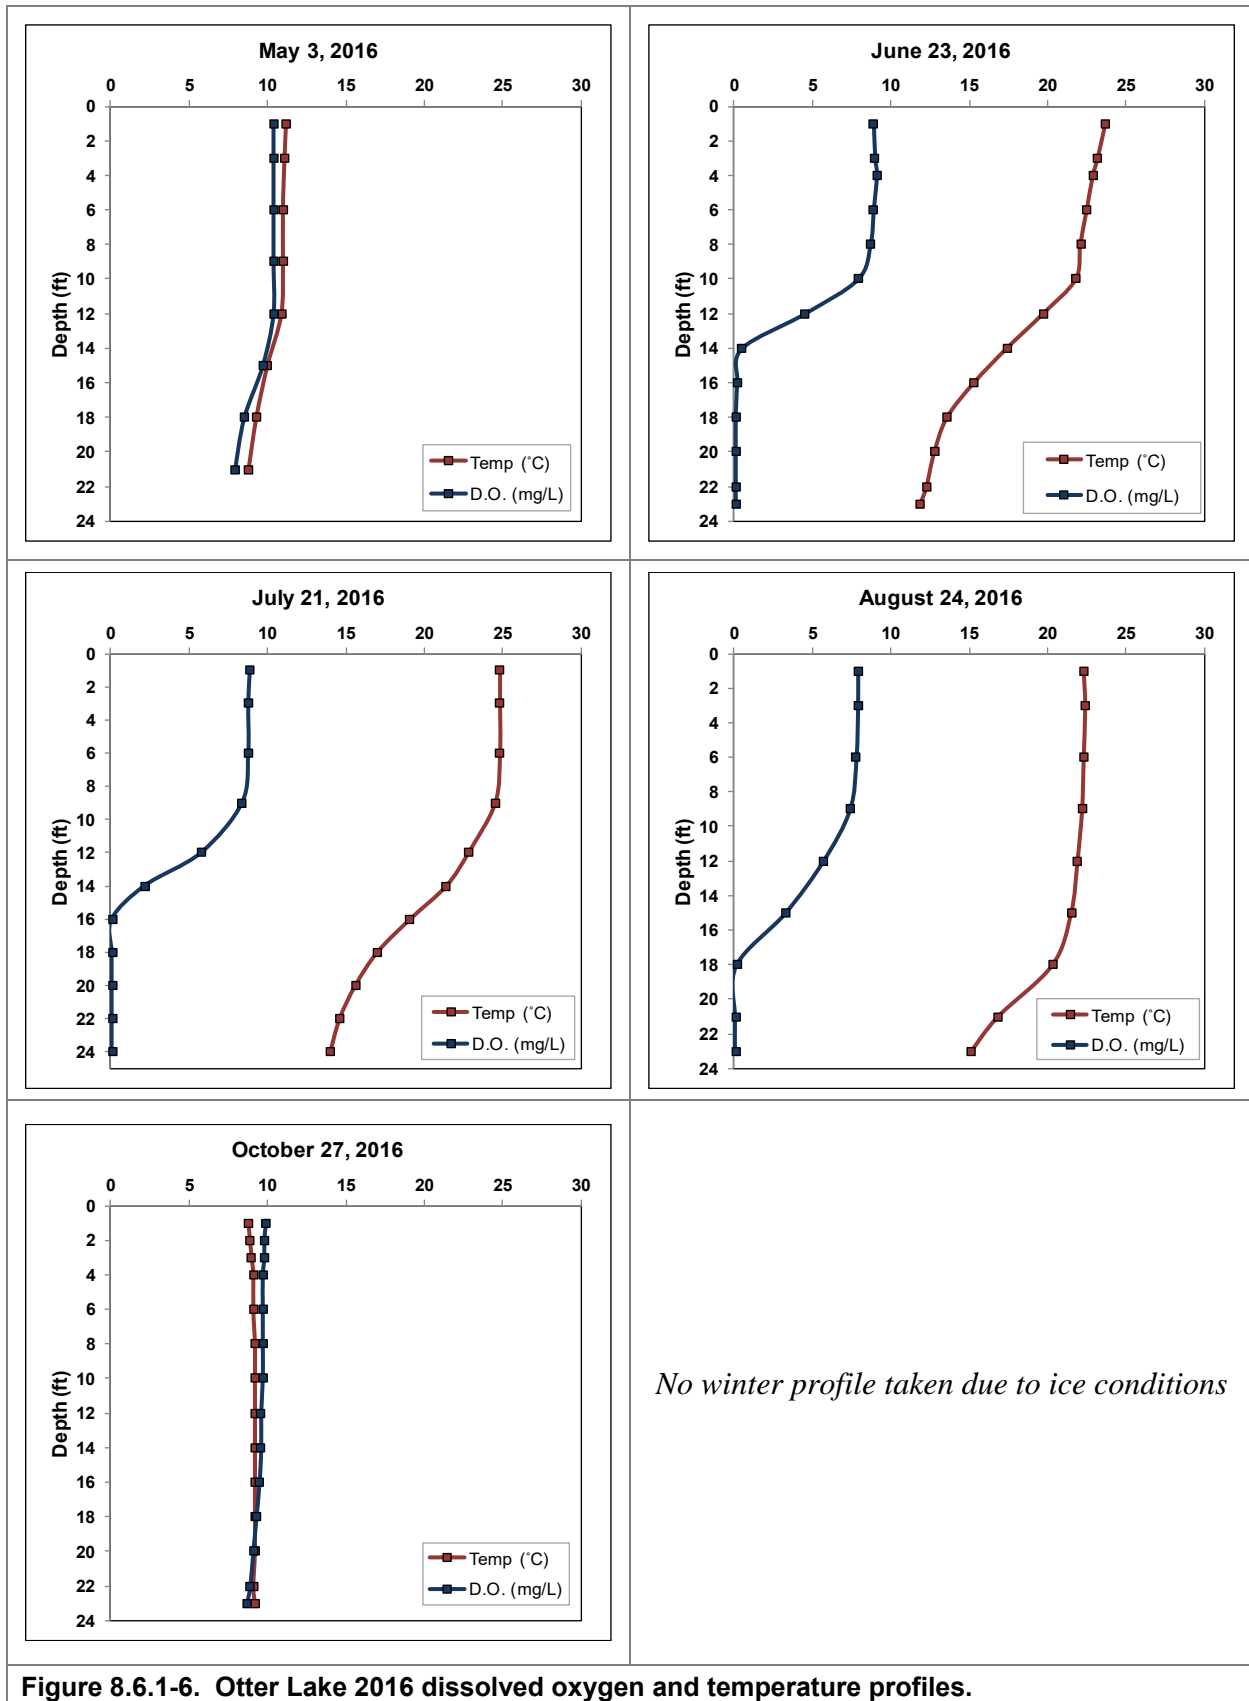 May 3, 2016
0 5 10 15 20 25 30
0
2
4
6
8
10
12
14
16
18
20
22
24
Depth (ft)
Temp (˚C)
D.O. (mg/L)
June 23, 2016
0 5 10 15 20 25 30
0
2
4
6
8
10
12
14
16
18
20
22
24
Depth (ft)
Temp (˚C)
D.O. (mg/L)
July 21, 2016
0 5 10 15 20 25 30
0
2
4
6
8
10
12
14
16
18
20
22
24
Depth (ft)
Temp (˚C)
D.O. (mg/L)
August 24, 2016
0 5 10 15 20 25 30
0
2
4
6
8
10
12
14
16
18
20
22
24
Depth (ft)
Temp (˚C)
D.O. (mg/L)
October 27, 2016
0 5 10 15 20 25 30
0
2
4
6
8
10
12
14
16
18
20
22
24
Depth (ft)
Temp (˚C)
D.O. (mg/L)
No winter profile taken due to ice conditions
Figure 8.6.1-6. Otter Lake 2016 dissolved oxygen and temperature profiles.